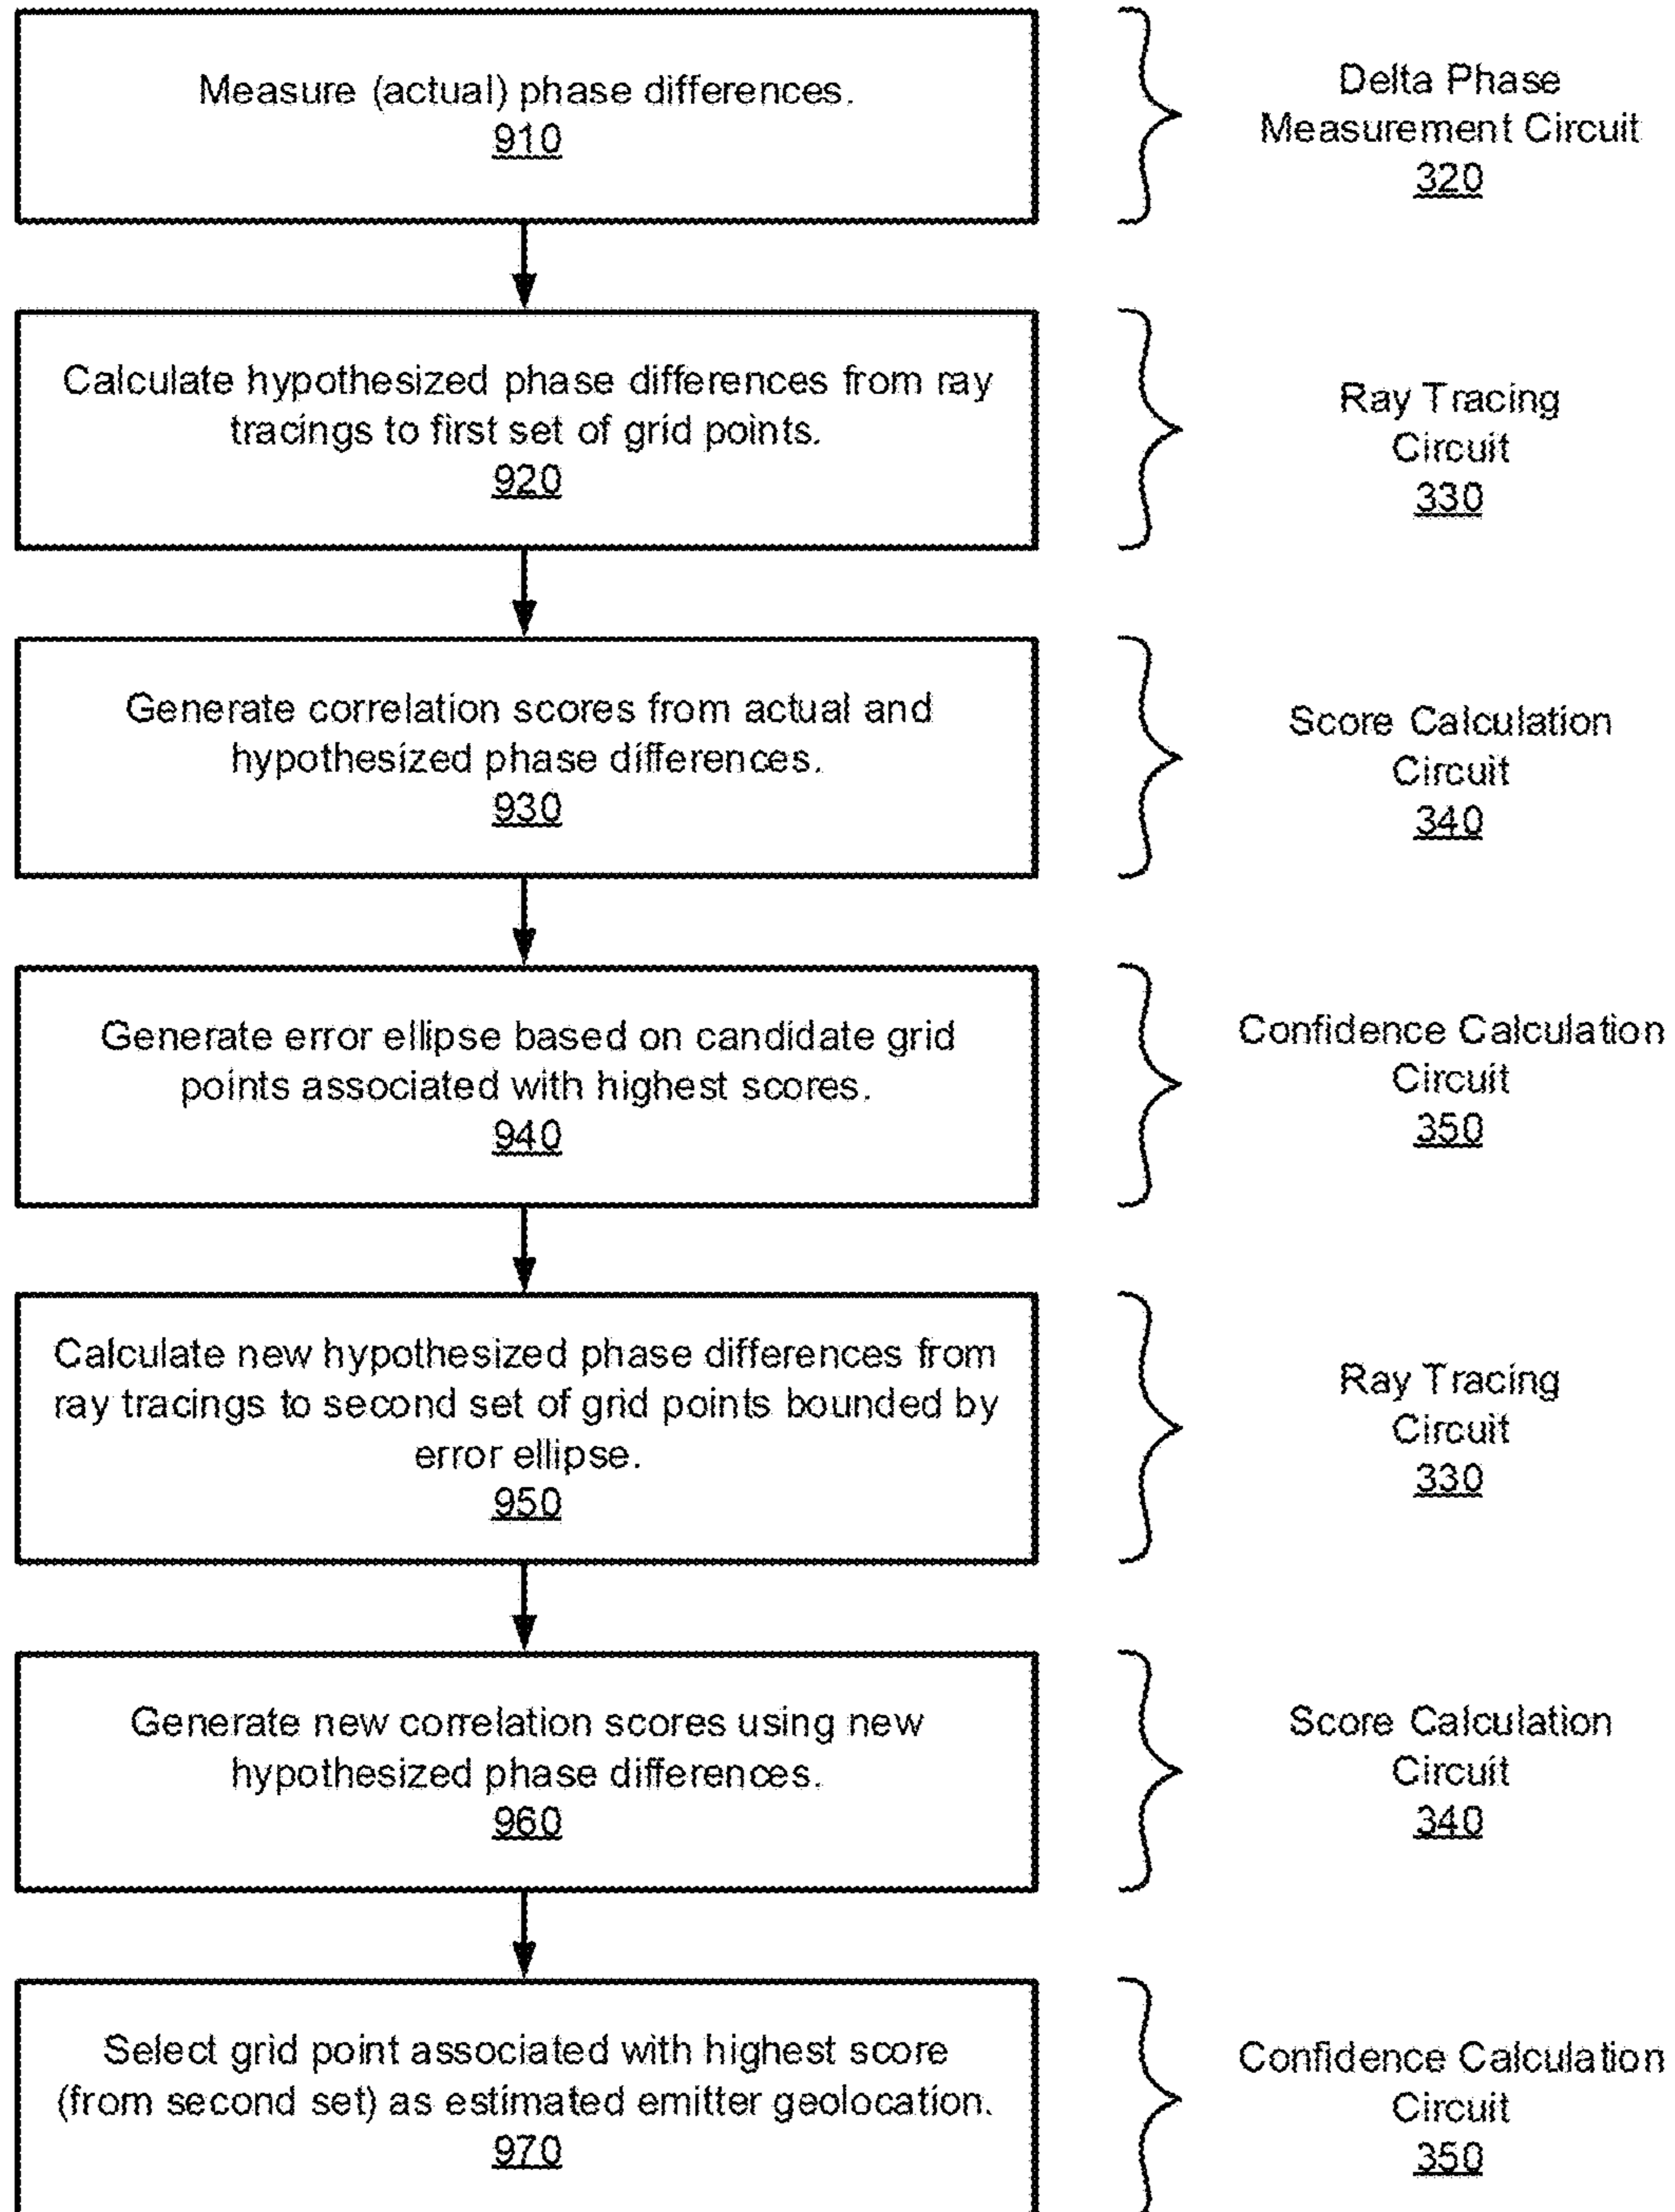 Measure (actual) phase differences.
910
Delta Phase
Measurement Circuit
320
Calculate hypothesized phase differences from ray
tracings to first set of grid points.
920
Ray Tracing
Circuit
330
Generate correlation scores from actual and
hypothesized phase differences.
930
Score Calculation
Circuit
340
Generate error ellipse based on candidate grid
points associated with highest scores.
940
Confidence Calculation
Circuit
350
Calculate new hypothesized phase differences from
ray tracings to second set of grid points bounded by
error ellipse.
950
Ray Tracing
Circuit
330
Generate new correlation scores using new
hypothesized phase differences.
960
Score Calculation
Circuit
340
Select grid point associated with highest score
(from second set) as estimated emitter geolocation.
970
Confidence Calculation
Circuit
350